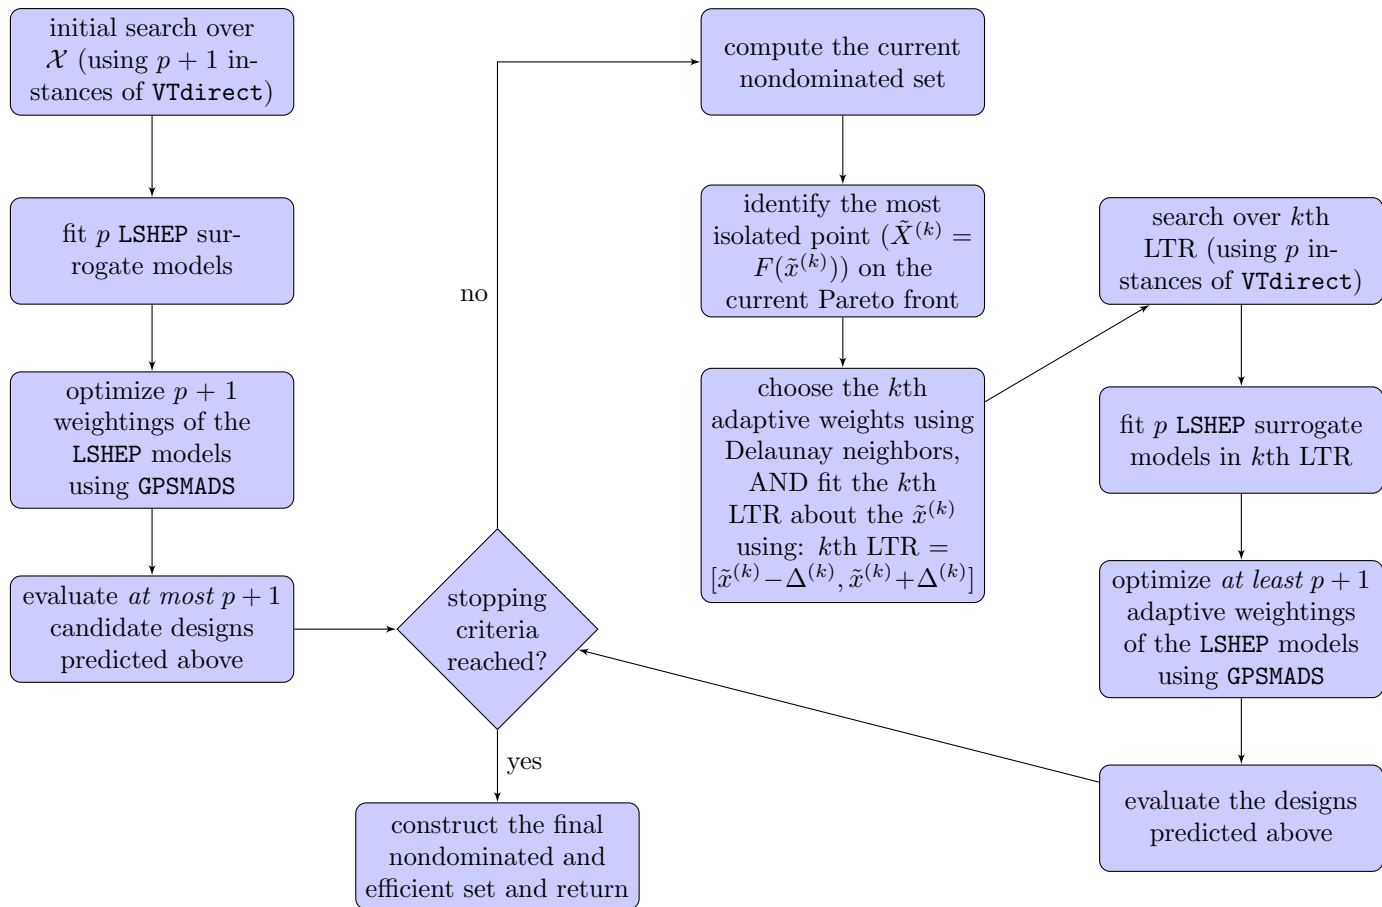 initial search over
𝒳 (using p + 1 in-
stances of VTdirect)
fit p LSHEP sur-
rogate models
optimize p + 1
weightings of the
LSHEP models
using GPSMADS
evaluate at most p + 1
candidate designs
predicted above
stopping
criteria
reached?
no
yes
construct the final
nondominated and
efficient set and return
compute the current
nondominated set
identify the most
isolated point (X̃^(k) =
F(x̃^(k))) on the
current Pareto front
choose the kth
adaptive weights using
Delaunay neighbors,
AND fit the kth
LTR about the x̃^(k)
using: kth LTR =
[x̃^(k)−Δ^(k), x̃^(k)+Δ^(k)]
search over kth
LTR (using p in-
stances of VTdirect)
fit p LSHEP surrogate
models in kth LTR
optimize at least p + 1
adaptive weightings
of the LSHEP models
using GPSMADS
evaluate the designs
predicted above